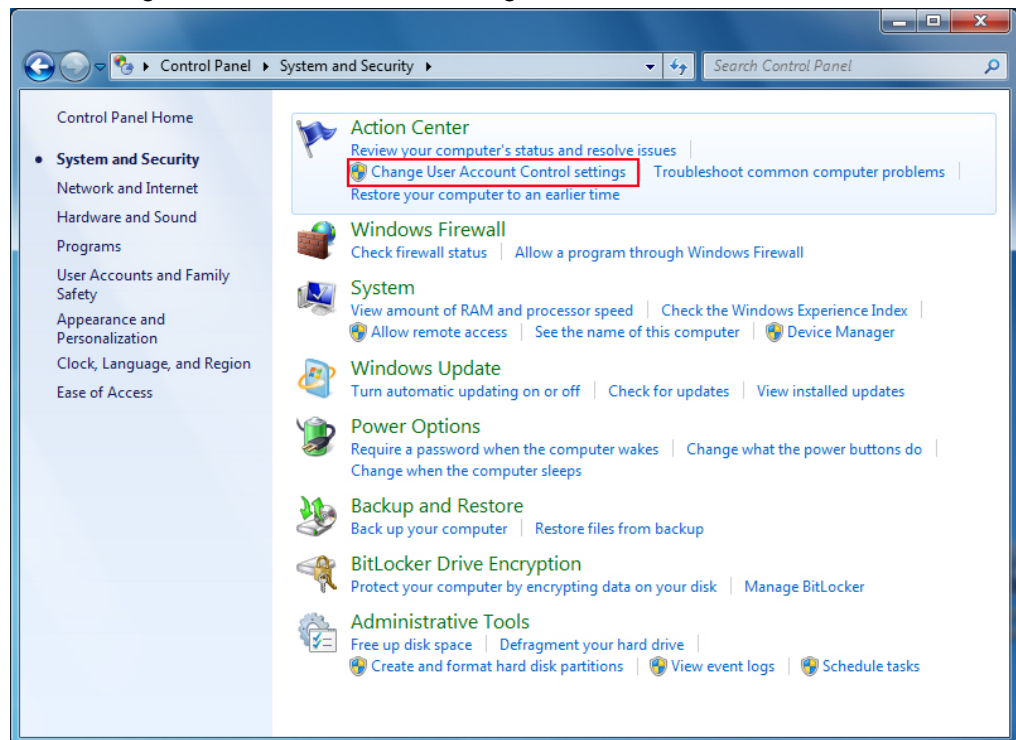 Control Panel System and Security
Search Control Panel
Control Panel Home
System and Security
Network and Internet
Hardware and Sound
Programs
User Accounts and Family
Safety
Appearance and
Personalization
Clock, Language, and Region
Ease of Access
Action Center
Review your computer's status and resolve issues
Change User Account Control settings Troubleshoot common computer problems
Restore your computer to an earlier time
Windows Firewall
Check firewall status Allow a program through Windows Firewall
System
View amount of RAM and processor speed Check the Windows Experience Index
Allow remote access See the name of this computer Device Manager
Windows Update
Turn automatic updating on or off Check for updates View installed updates
Power Options
Require a password when the computer wakes Change what the power buttons do
Change when the computer sleeps
Backup and Restore
Back up your computer Restore files from backup
BitLocker Drive Encryption
Protect your computer by encrypting data on your disk Manage BitLocker
Administrative Tools
Free up disk space Defragment your hard drive
Create and format hard disk partitions View event logs Schedule tasks